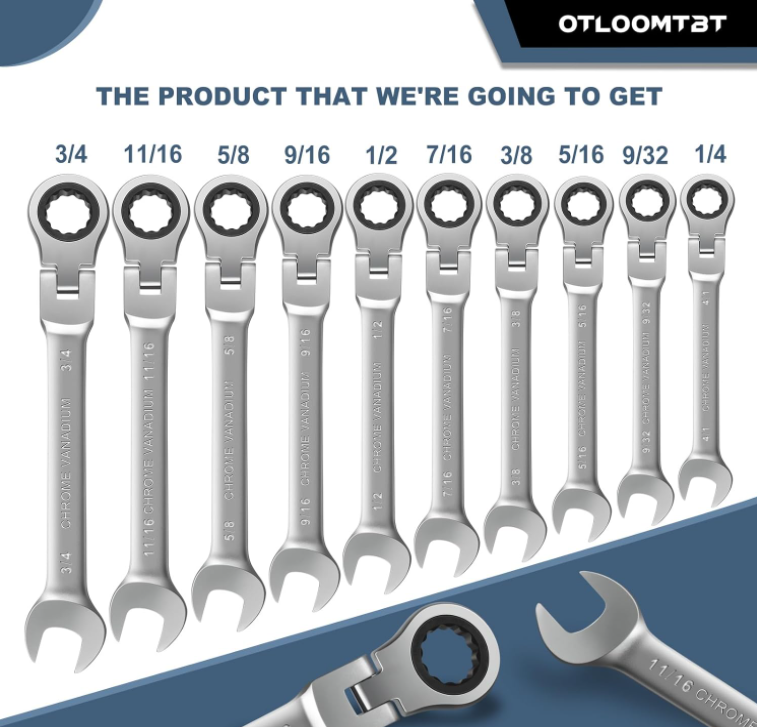 OTLOOMTBT
THE PRODUCT THAT WE'RE GOING TO GET
3/4 11/16 5/8 9/16 1/2 7/16 3/8 5/16 9/32 1/4
3/4 CHROME VANADIUM 3/4
11/16 CHROME VANADIUM 11/16
5/8 CHROME VANADIUM 5/8
9/16 CHROME VANADIUM 9/16
1/2 CHROME VANADIUM 1/2
7/16 CHROME VANADIUM 7/16
3/8 CHROME VANADIUM 3/8
5/16 CHROME VANADIUM 5/16
9/32 CHROME VANADIUM 9/32
4/1 CHROME VANADIUM 4/1
11/16 CHROME